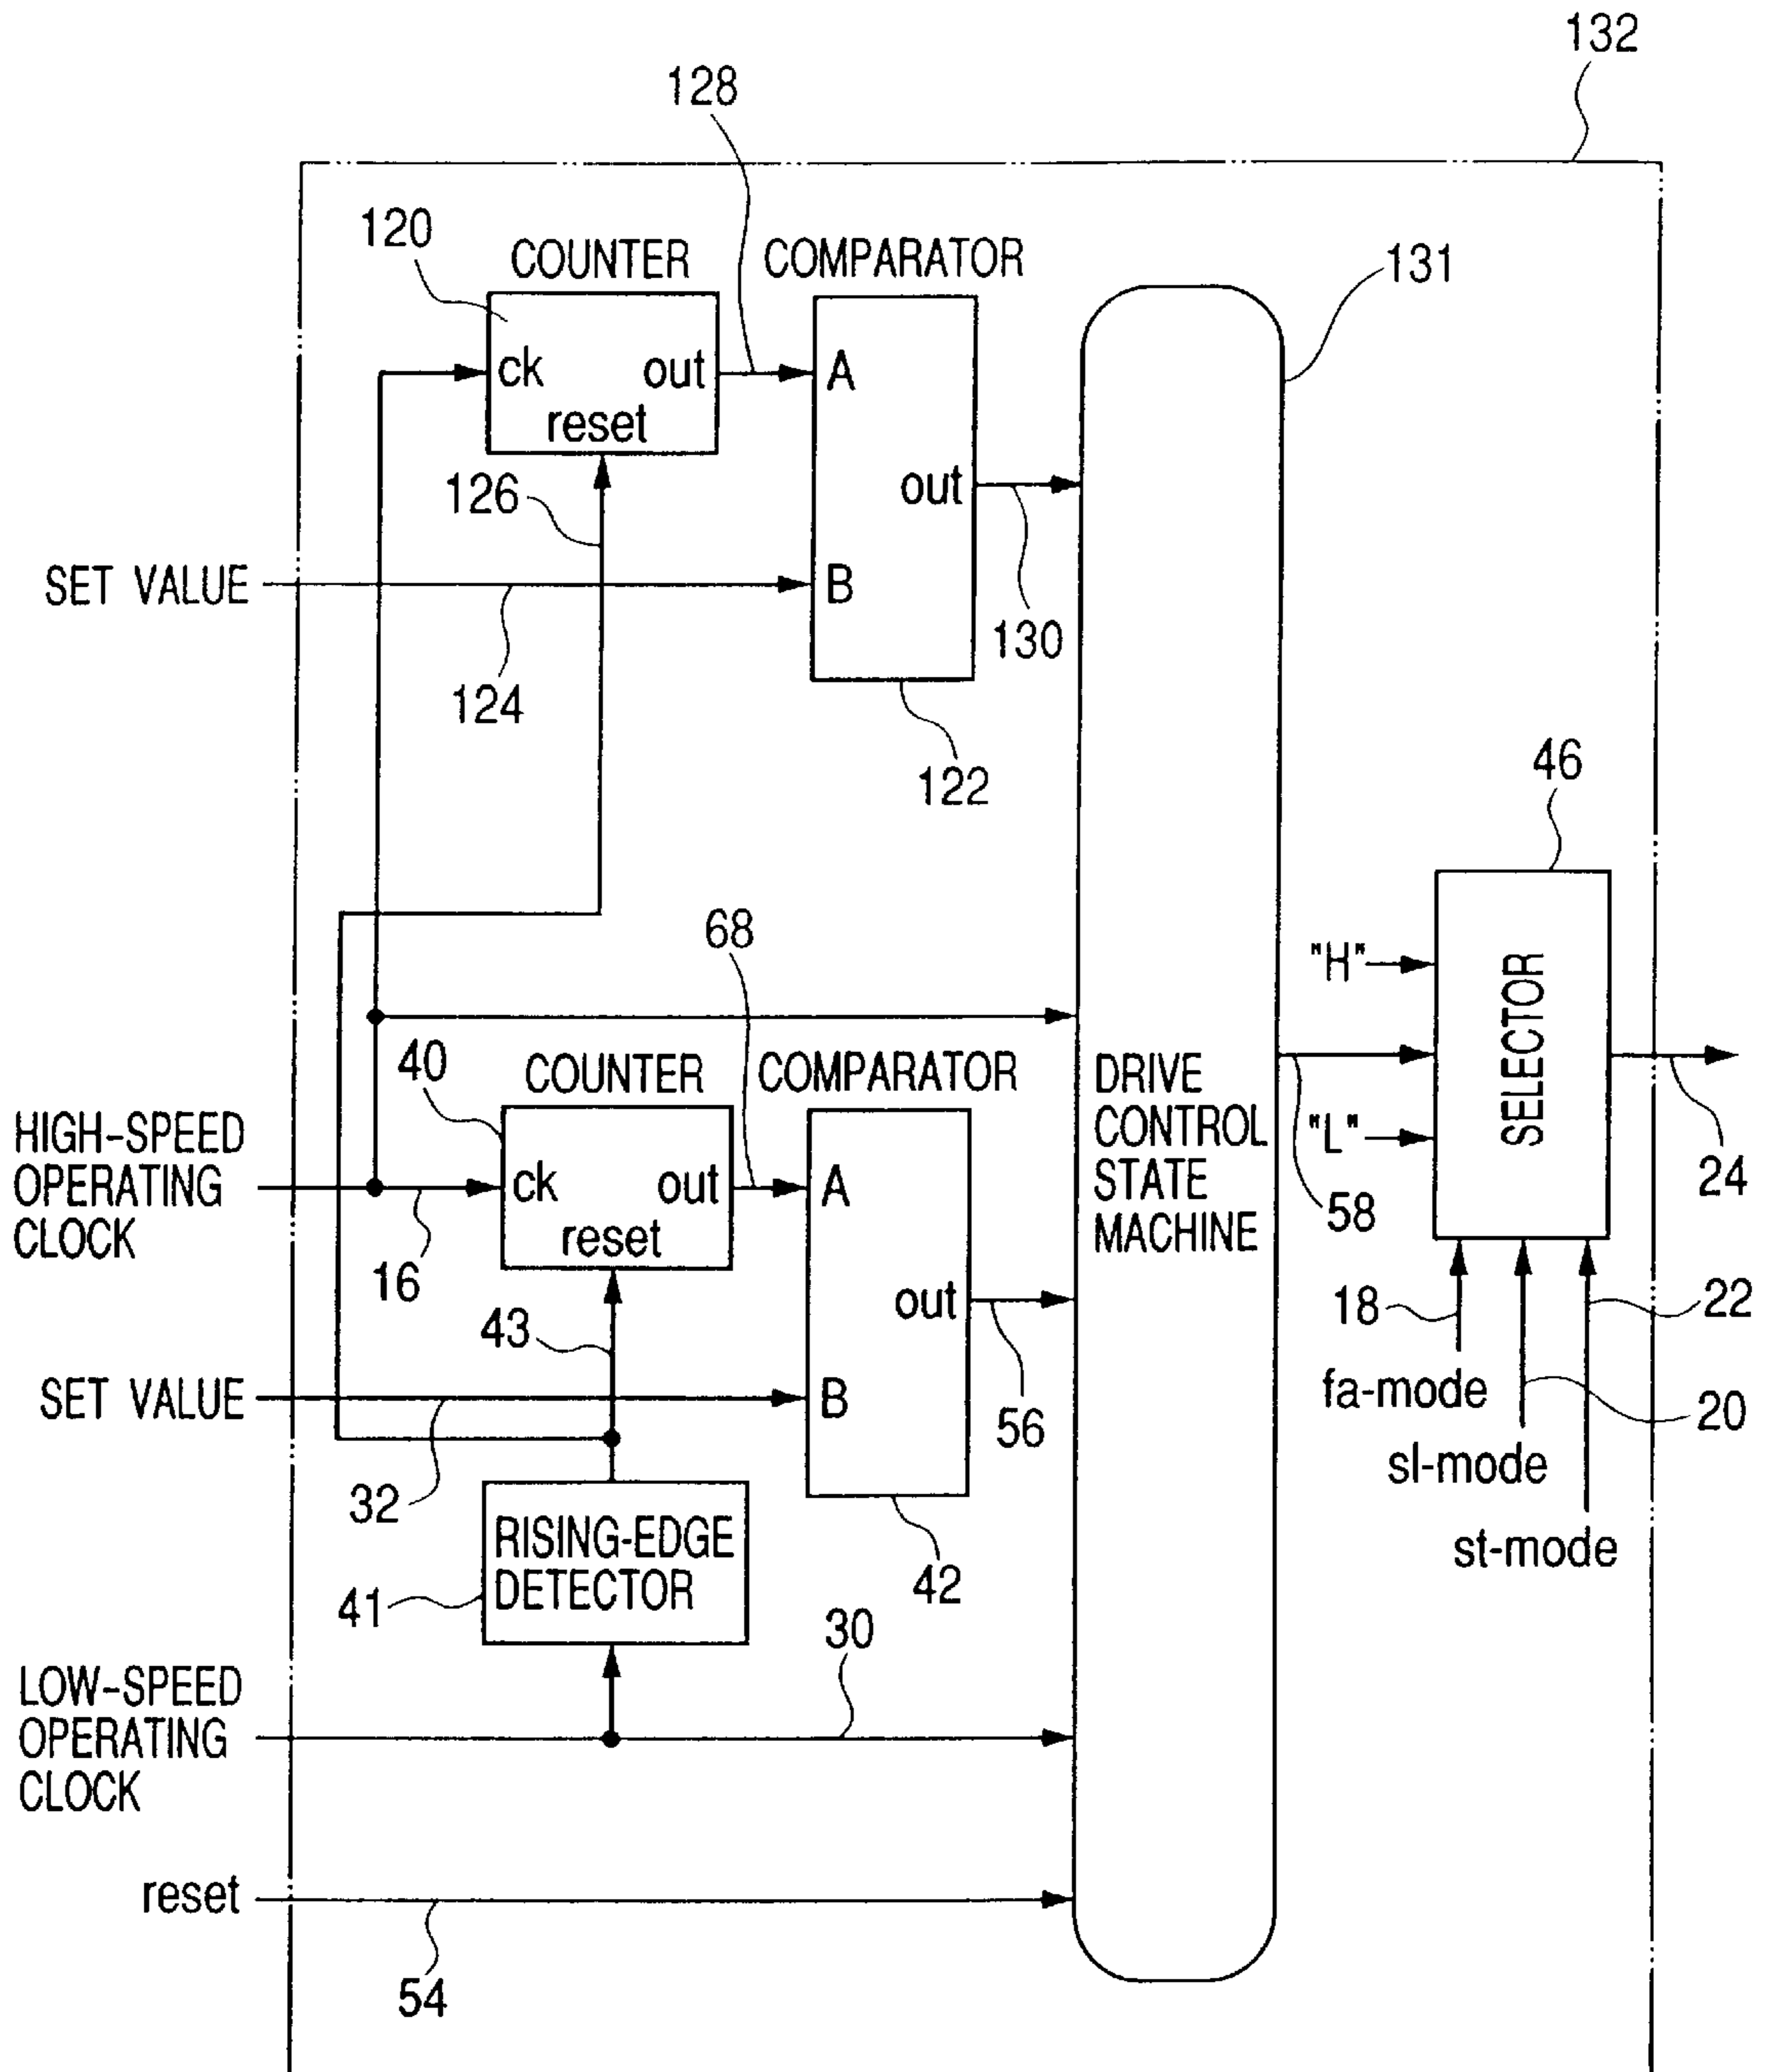 132
128
120
COUNTER
COMPARATOR
131
ck
out
reset
A
out
B
126
SET VALUE
124
130
122
46
68
"H"
SELECTOR
40
COUNTER
COMPARATOR
DRIVE
CONTROL
STATE
MACHINE
"L"
24
HIGH-SPEED
OPERATING
CLOCK
ck
out
reset
A
out
B
58
16
18
22
43
fa-mode
SET VALUE
56
20
sl-mode
32
RISING-EDGE
DETECTOR
st-mode
41
42
30
LOW-SPEED
OPERATING
CLOCK
reset
54